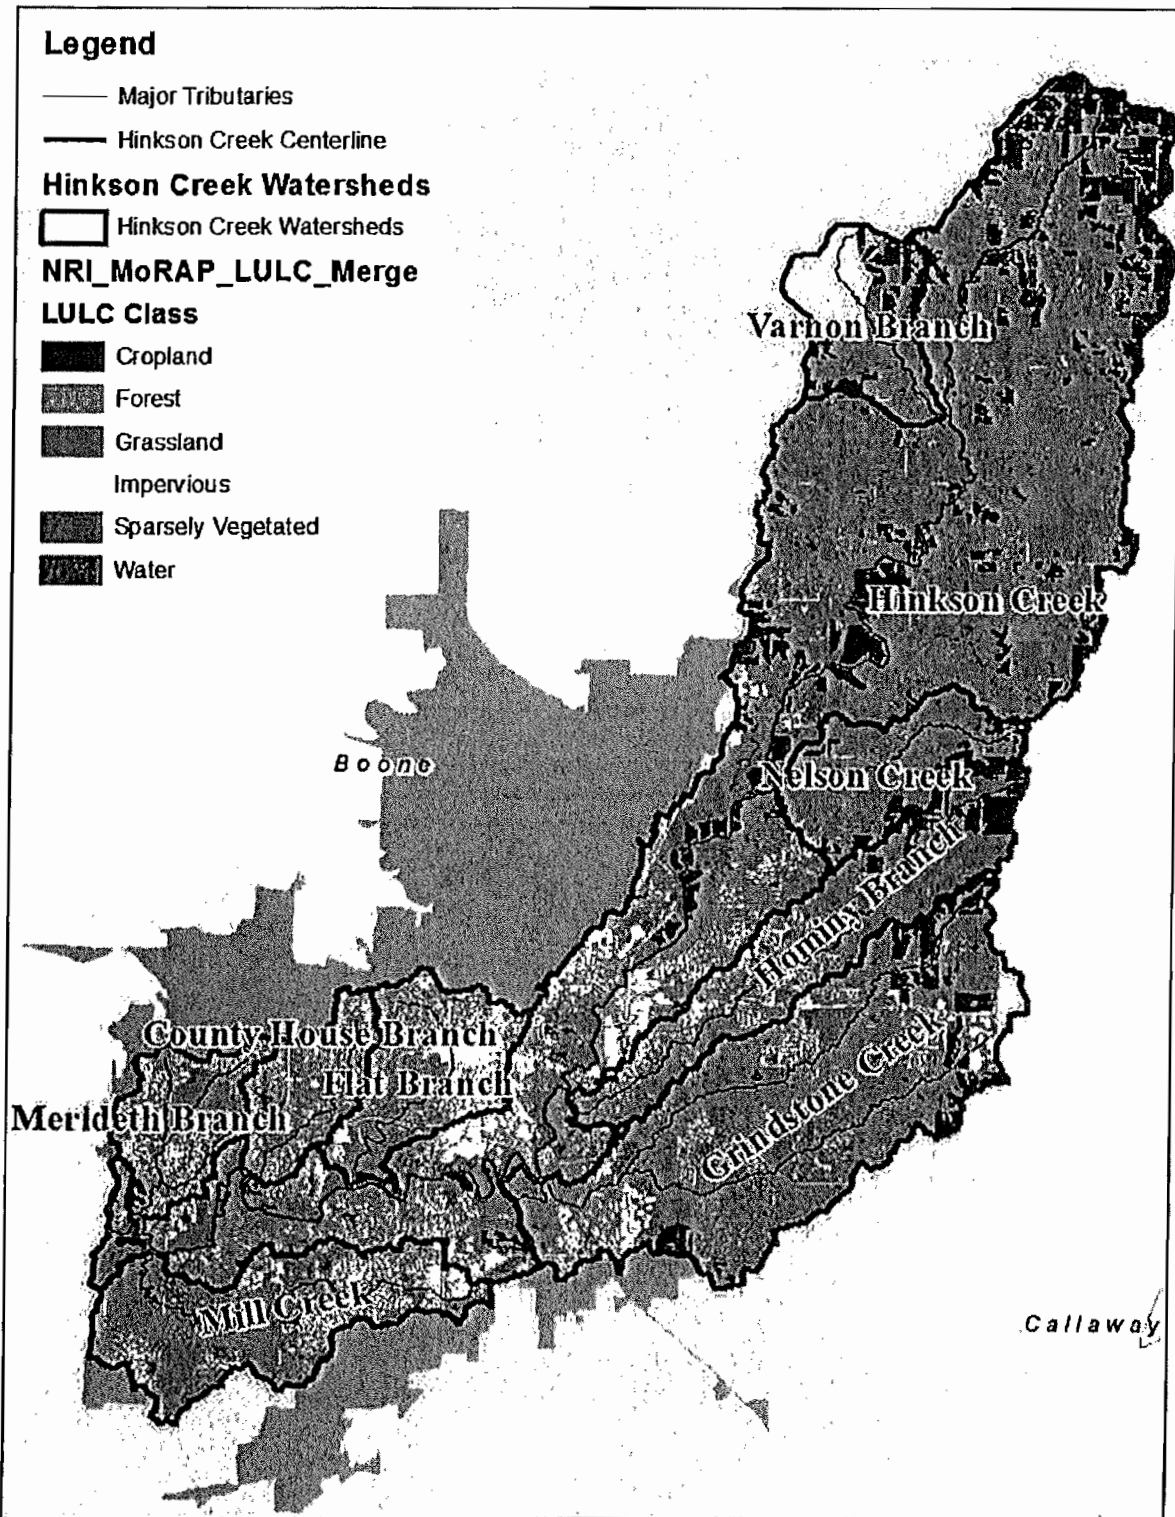 Legend
Major Tributaries
Hinkson Creek Centerline
Hinkson Creek Watersheds
Hinkson Creek Watersheds
NRI_MoRAP_LULC_Merge
LULC Class
Cropland
Forest
Grassland
Impervious
Sparsely Vegetated
Water
Varnon Branch
Hinkson Creek
Boone
Nelson Creek
Hominy Branch
County House Branch
Flat Branch
Merideth Branch
Grindstone Creek
Mill Creek
Callaway